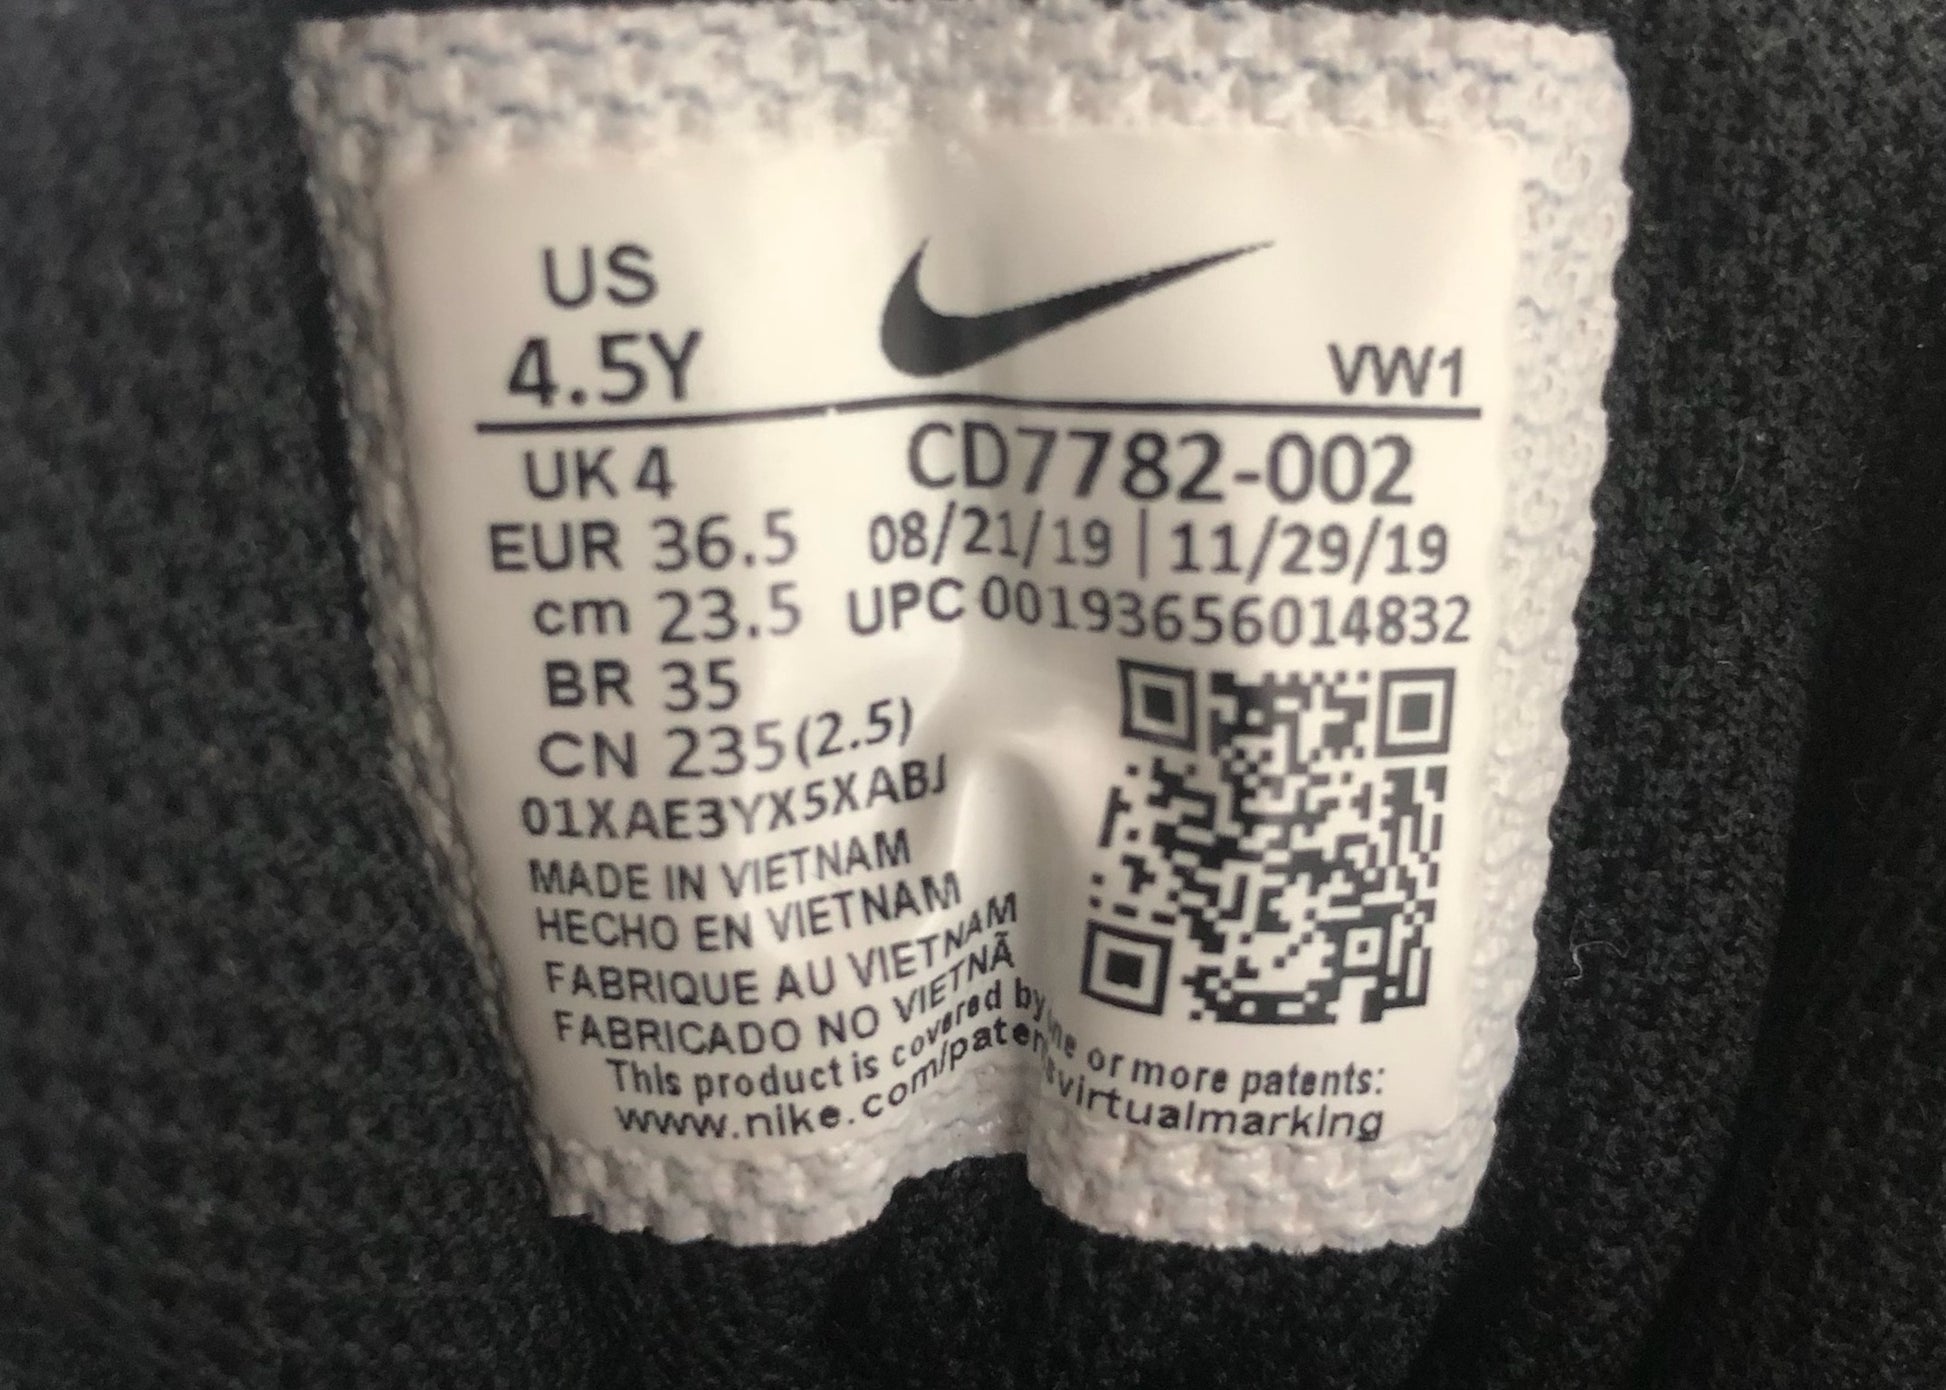 US
4.5Y
VW1
UK 4
CD7782-002
EUR 36.5
08/21/19 | 11/29/19
cm 23.5
UPC 00193656014832
BR 35
CN 235(2.5)
01XAE3YX5XABJ
MADE IN VIETNAM
HECHO EN VIETNAM
FABRIQUE AU VIETNAM
FABRICADO NO VIETNÃ
This product is covered by one or more patents:
www.nike.com/patentsvirtualmarking